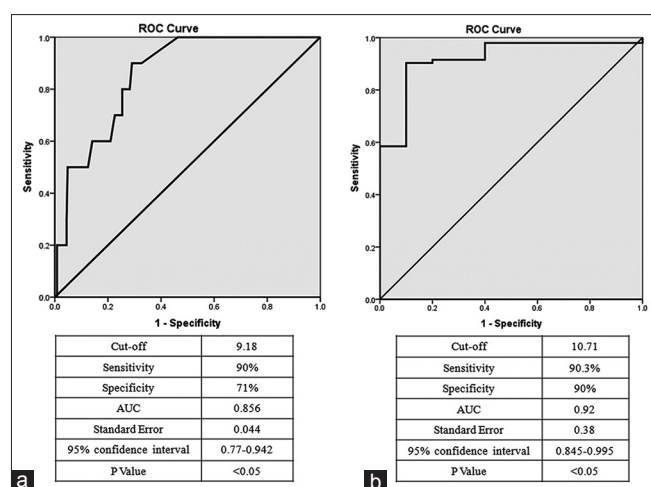 ROC Curve
1.0
0.8
0.6
0.4
0.2
0.0
Sensitivity
0.0 0.2 0.4 0.6 0.8 1.0
1 - Specificity
Cut-off 9.18
Sensitivity 90%
Specificity 71%
AUC 0.856
Standard Error 0.044
95% confidence interval 0.77-0.942
P Value <0.05
a
ROC Curve
1.0
0.8
0.6
0.4
0.2
0.0
Sensitivity
0.0 0.2 0.4 0.6 0.8 1.0
1 - Specificity
Cut-off 10.71
Sensitivity 90.3%
Specificity 90%
AUC 0.92
Standard Error 0.38
95% confidence interval 0.845-0.995
P Value <0.05
b